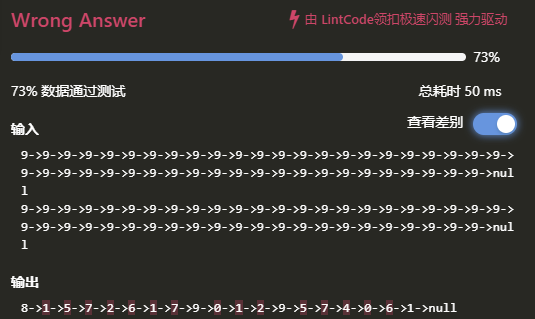 Wrong Answer
由 LintCode领扣极速闪测 强力驱动
73%
73% 数据通过测试
总耗时 50 ms
查看差别
输入
9->9->9->9->9->9->9->9->9->9->9->9->9->9->9->9->9->9->9->9->9->9->9->
9->9->9->9->9->9->9->9->9->9->9->9->9->9->9->9->9->9->9->9->9->9->nul
l
9->9->9->9->9->9->9->9->9->9->9->9->9->9->9->9->9->9->9->9->9->9->9->
9->9->9->9->9->9->9->9->9->9->9->9->9->9->9->9->9->9->9->9->9->9->nul
l
输出
8->1->5->7->2->6->1->7->9->0->1->2->9->5->7->4->0->6->1->null